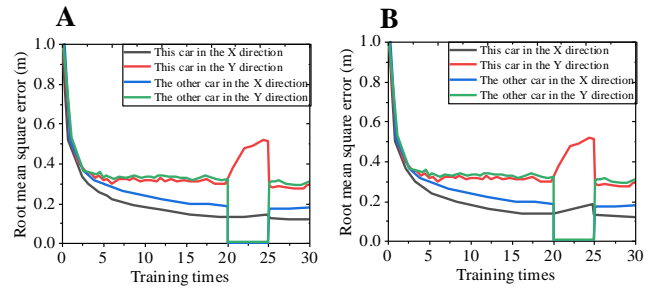 A
B
1.0
0.8
0.6
0.4
0.2
0.0
Root mean square error (m)
This car in the X direction
This car in the Y direction
The other car in the X direction
The other car in the Y direction
0 5 10 15 20 25 30
Training times
1.0
0.8
0.6
0.4
0.2
0.0
Root mean square error (m)
This car in the X direction
This car in the Y direction
The other car in the X direction
The other car in the Y direction
0 5 10 15 20 25 30
Training times